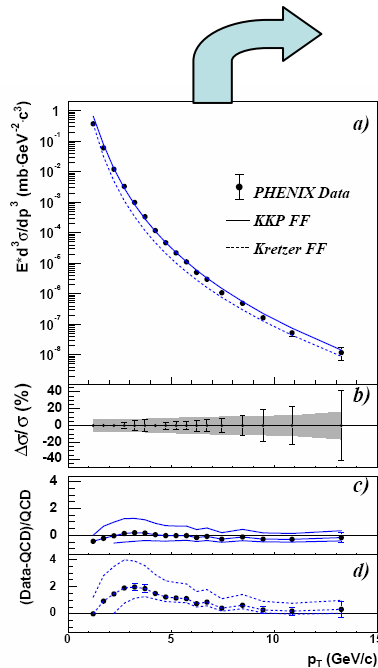 a)
E*d³σ/dp³ (mb·GeV⁻²·c³)
1
10⁻¹
10⁻²
10⁻³
10⁻⁴
10⁻⁵
10⁻⁶
10⁻⁷
10⁻⁸
PHENIX Data
KKP FF
Kretzer FF
b)
Δσ/σ (%)
40
20
0
-20
-40
c)
(Data-QCD)/QCD
4
2
0
d)
4
2
0
0 5 10 15
p_T (GeV/c)